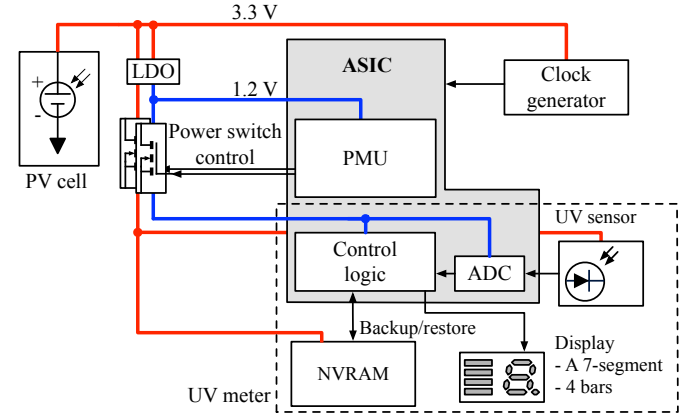 3.3 V
LDO
ASIC
Clock
generator
+
-
1.2 V
Power switch
control
PMU
PV cell
UV sensor
Control
logic
ADC
Backup/restore
Display
- A 7-segment
- 4 bars
NVRAM
UV meter